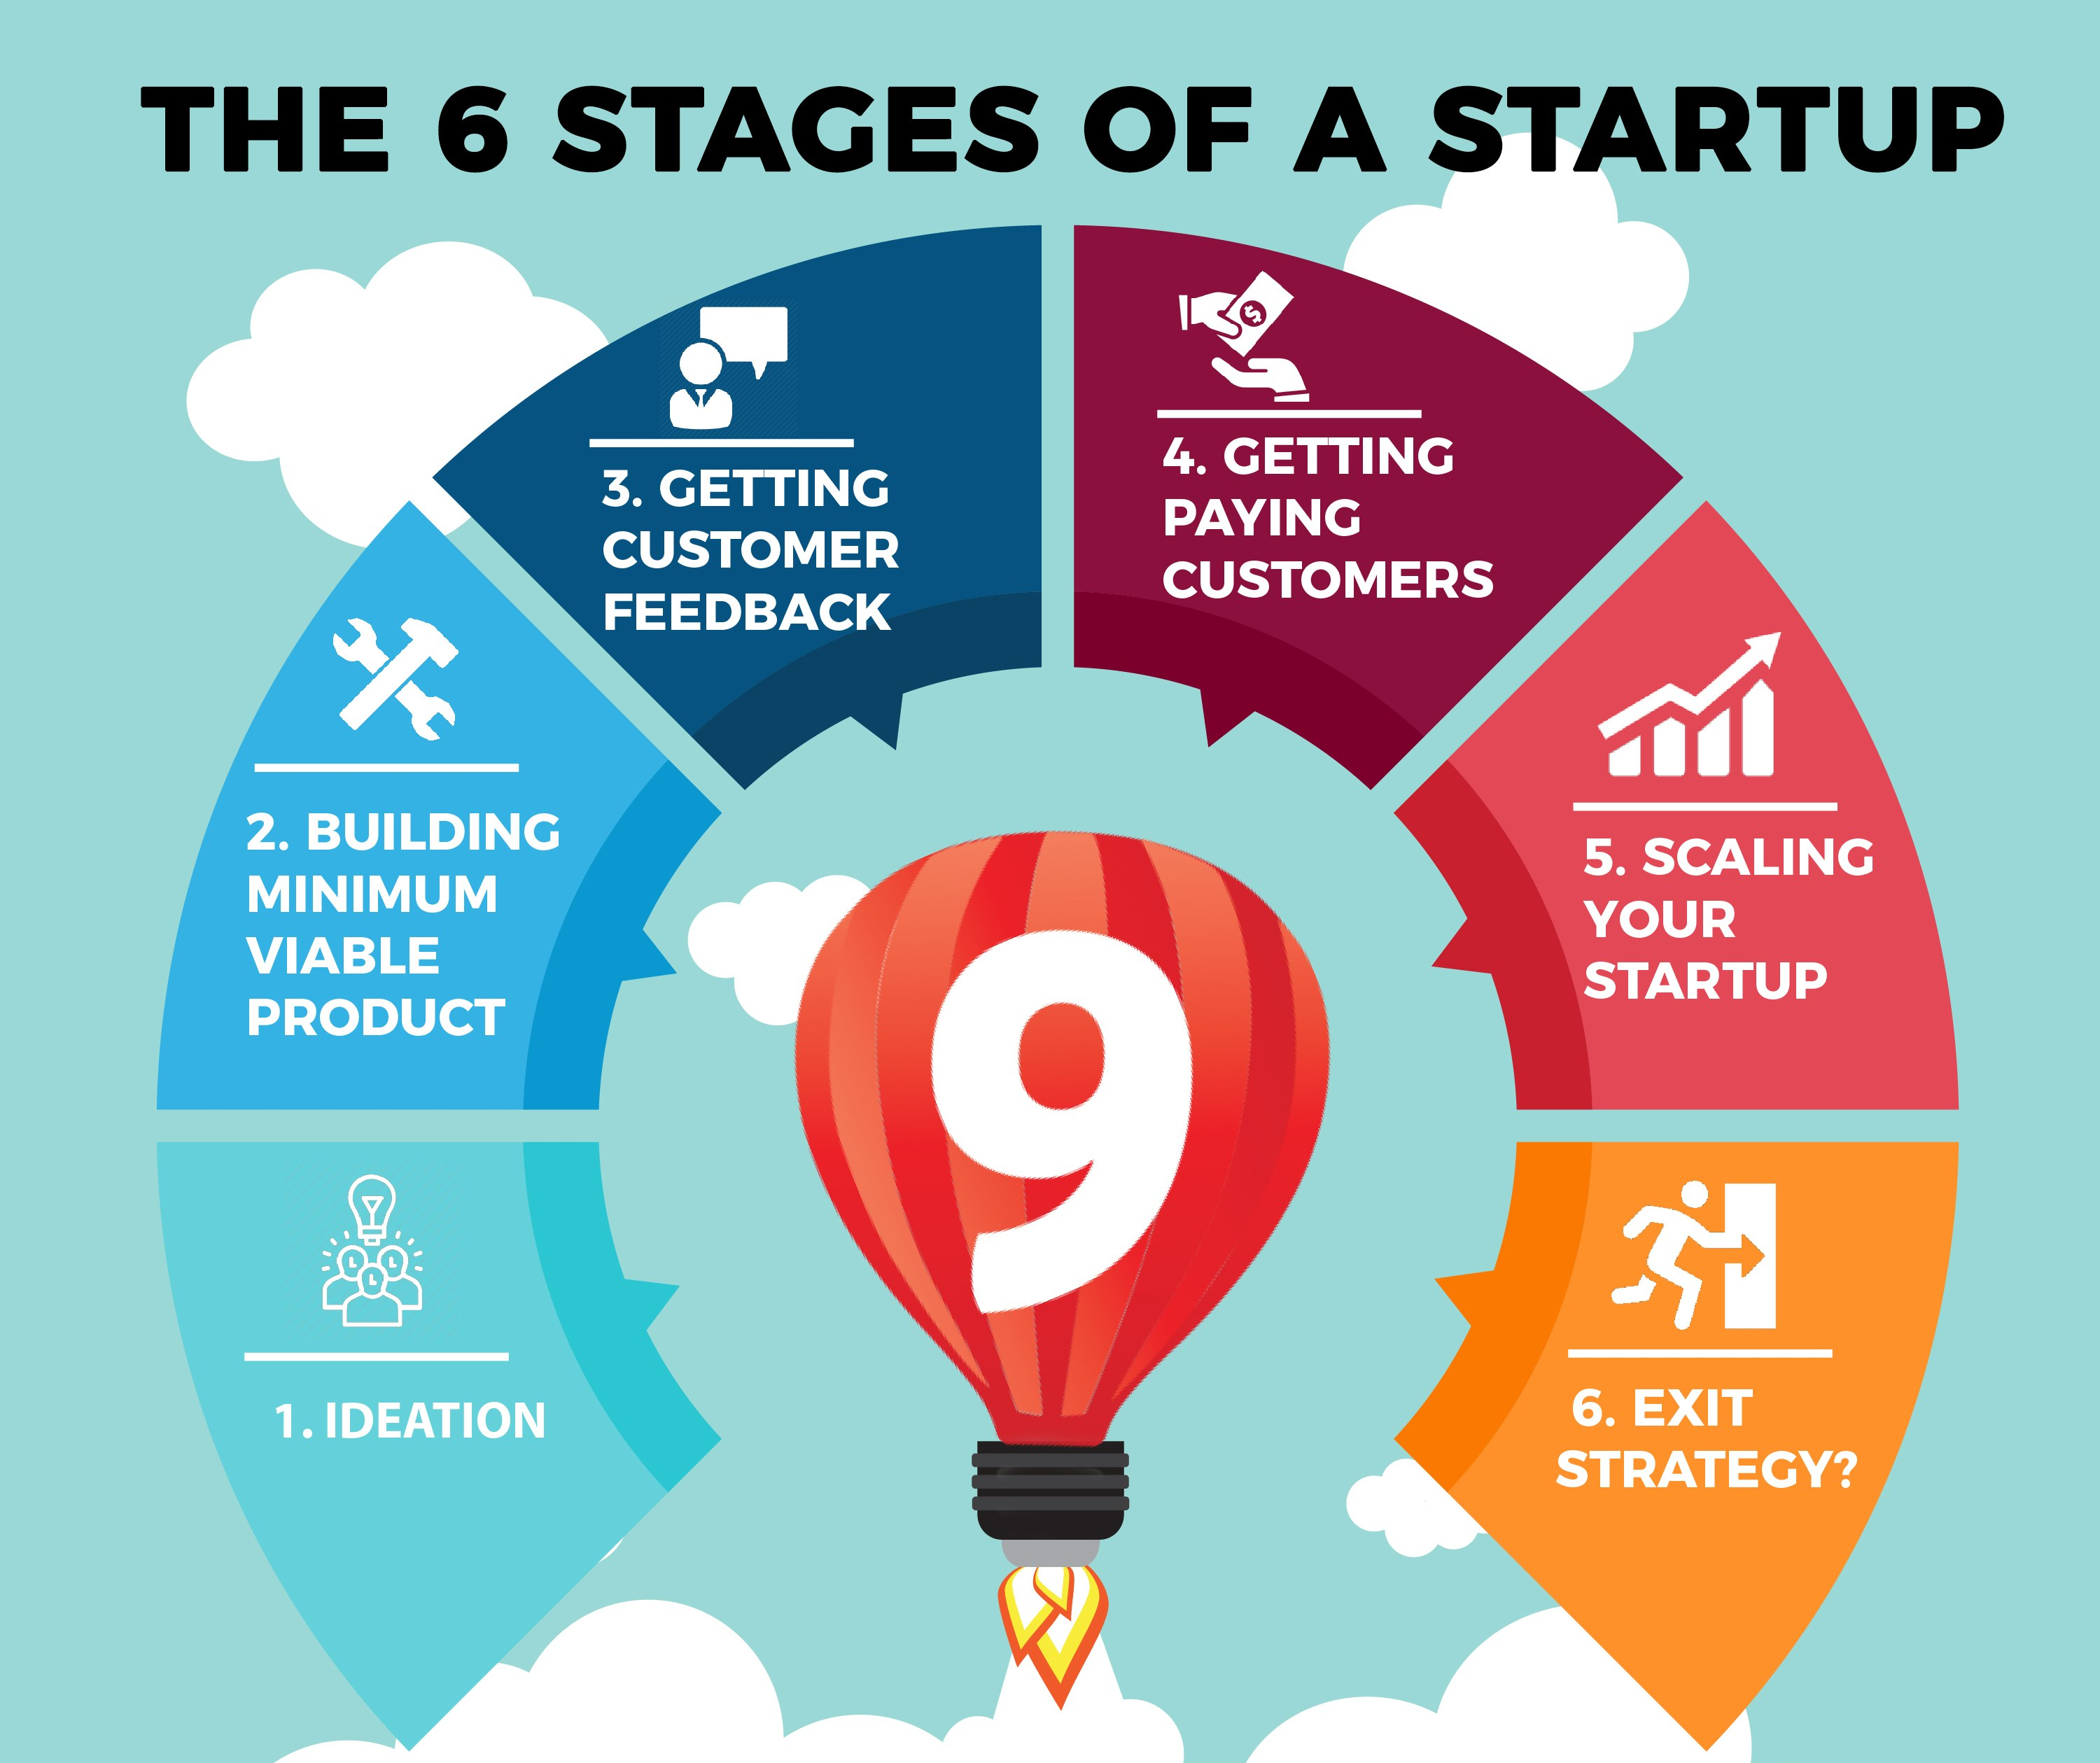 THE 6 STAGES OF A STARTUP
3. GETTING
CUSTOMER
FEEDBACK
4. GETTING
PAYING
CUSTOMERS
2. BUILDING
MINIMUM
VIABLE
PRODUCT
5. SCALING
YOUR
STARTUP
9
1. IDEATION
6. EXIT
STRATEGY?
$